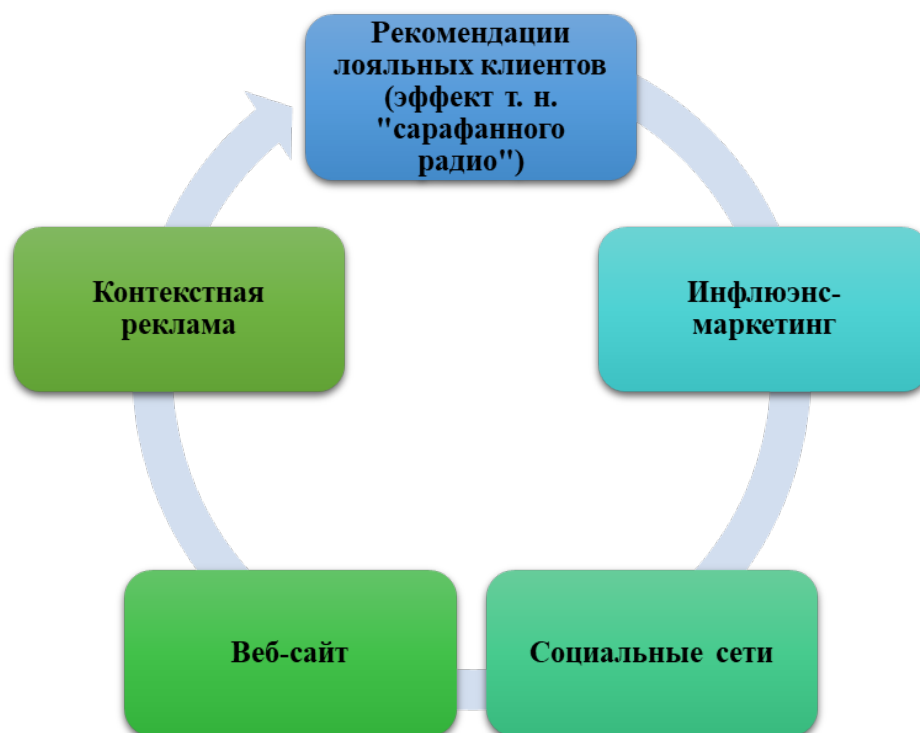 Рекомендации
лояльных клиентов
(эффект т. н.
"сарафанного
радио")
Инфлюэнс-
маркетинг
Социальные сети
Веб-сайт
Контекстная
реклама